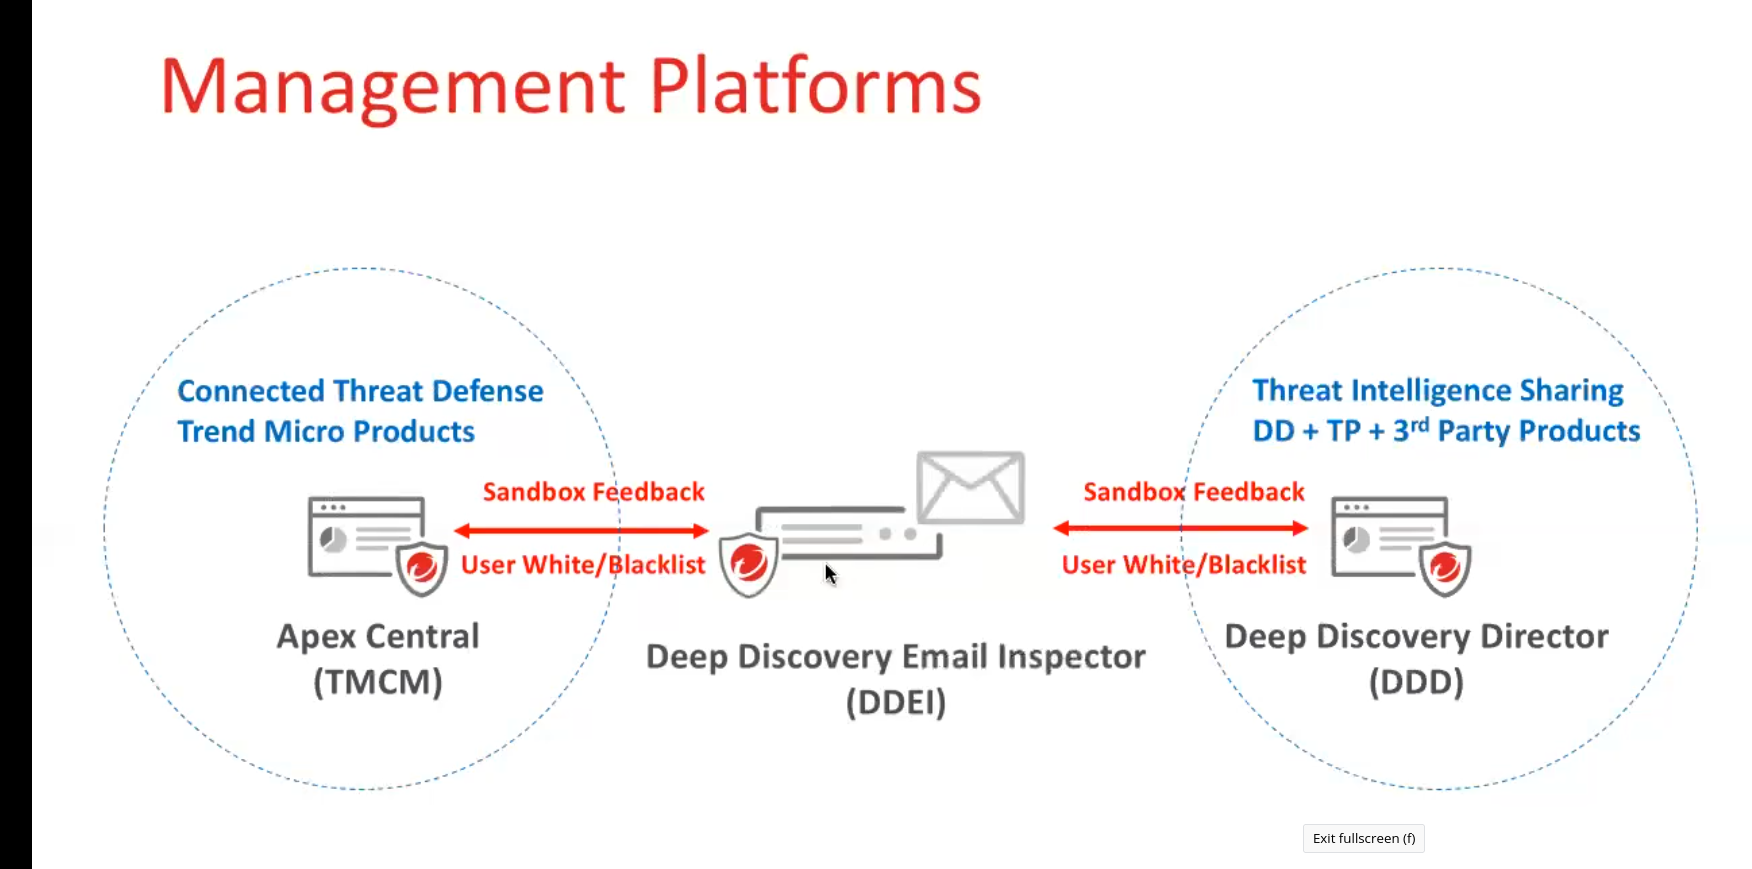 Management Platforms
Connected Threat Defense
Trend Micro Products
Sandbox Feedback
User White/Blacklist
Apex Central
(TMCM)
Deep Discovery Email Inspector
(DDEI)
Threat Intelligence Sharing
DD + TP + 3rd Party Products
Sandbox Feedback
User White/Blacklist
Deep Discovery Director
(DDD)
Exit fullscreen (f)